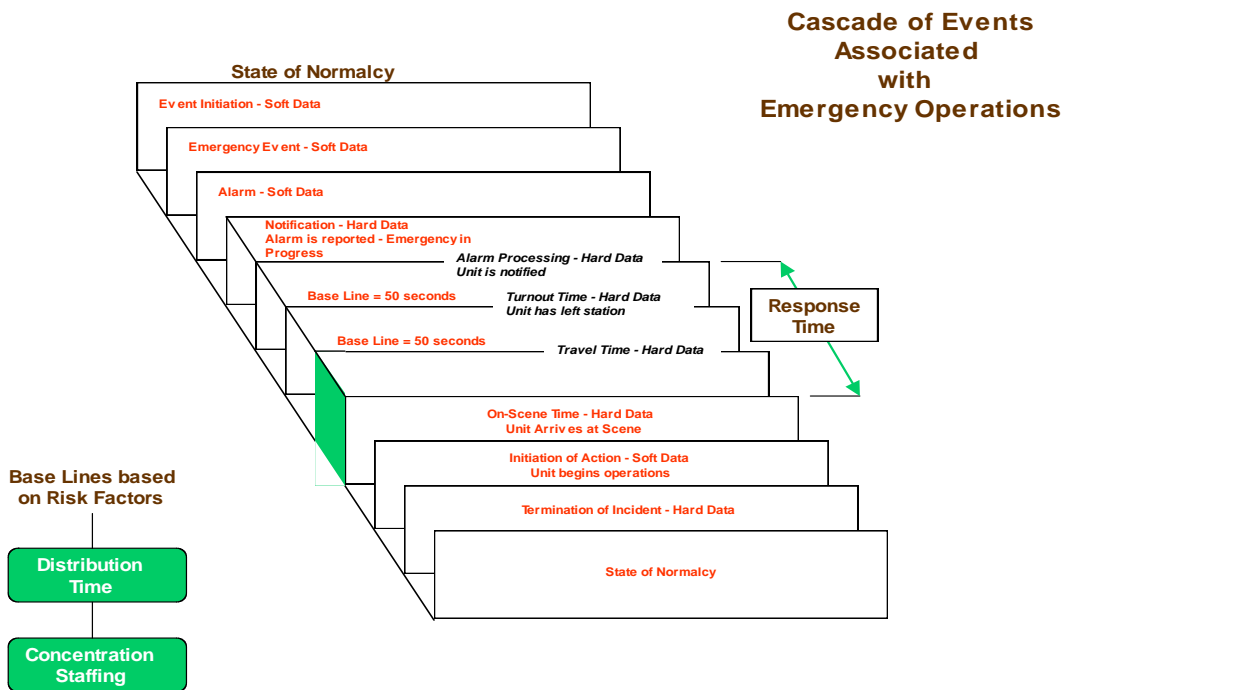 Cascade of Events
Associated
with
Emergency Operations
State of Normalcy
Event Initiation - Soft Data
Emergency Event - Soft Data
Alarm - Soft Data
Notification - Hard Data
Alarm is reported - Emergency in
Progress
Alarm Processing - Hard Data
Unit is notified
Base Line = 50 seconds
Turnout Time - Hard Data
Unit has left station
Response
Time
Base Line = 50 seconds
Travel Time - Hard Data
On-Scene Time - Hard Data
Unit Arrives at Scene
Initiation of Action - Soft Data
Unit begins operations
Termination of Incident - Hard Data
State of Normalcy
Base Lines based
on Risk Factors
Distribution
Time
Concentration
Staffing